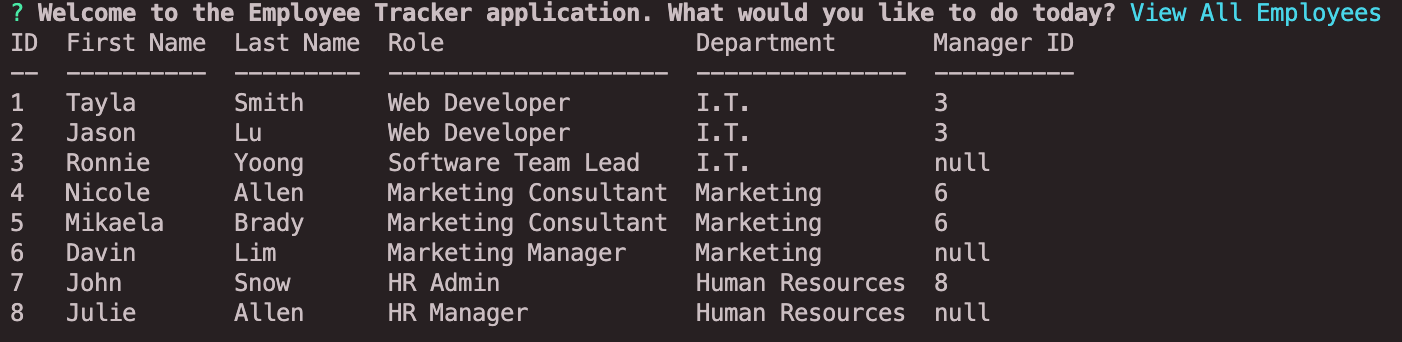 ? Welcome to the Employee Tracker application. What would you like to do today? View All Employees
ID  First Name  Last Name  Role                  Department       Manager ID
--  ----------  ---------  --------------------  ---------------  ----------
1   Tayla       Smith      Web Developer         I.T.             3
2   Jason       Lu         Web Developer         I.T.             3
3   Ronnie      Yoong      Software Team Lead    I.T.             null
4   Nicole      Allen      Marketing Consultant  Marketing        6
5   Mikaela     Brady      Marketing Consultant  Marketing        6
6   Davin       Lim        Marketing Manager     Marketing        null
7   John        Snow       HR Admin              Human Resources  8
8   Julie       Allen      HR Manager            Human Resources  null